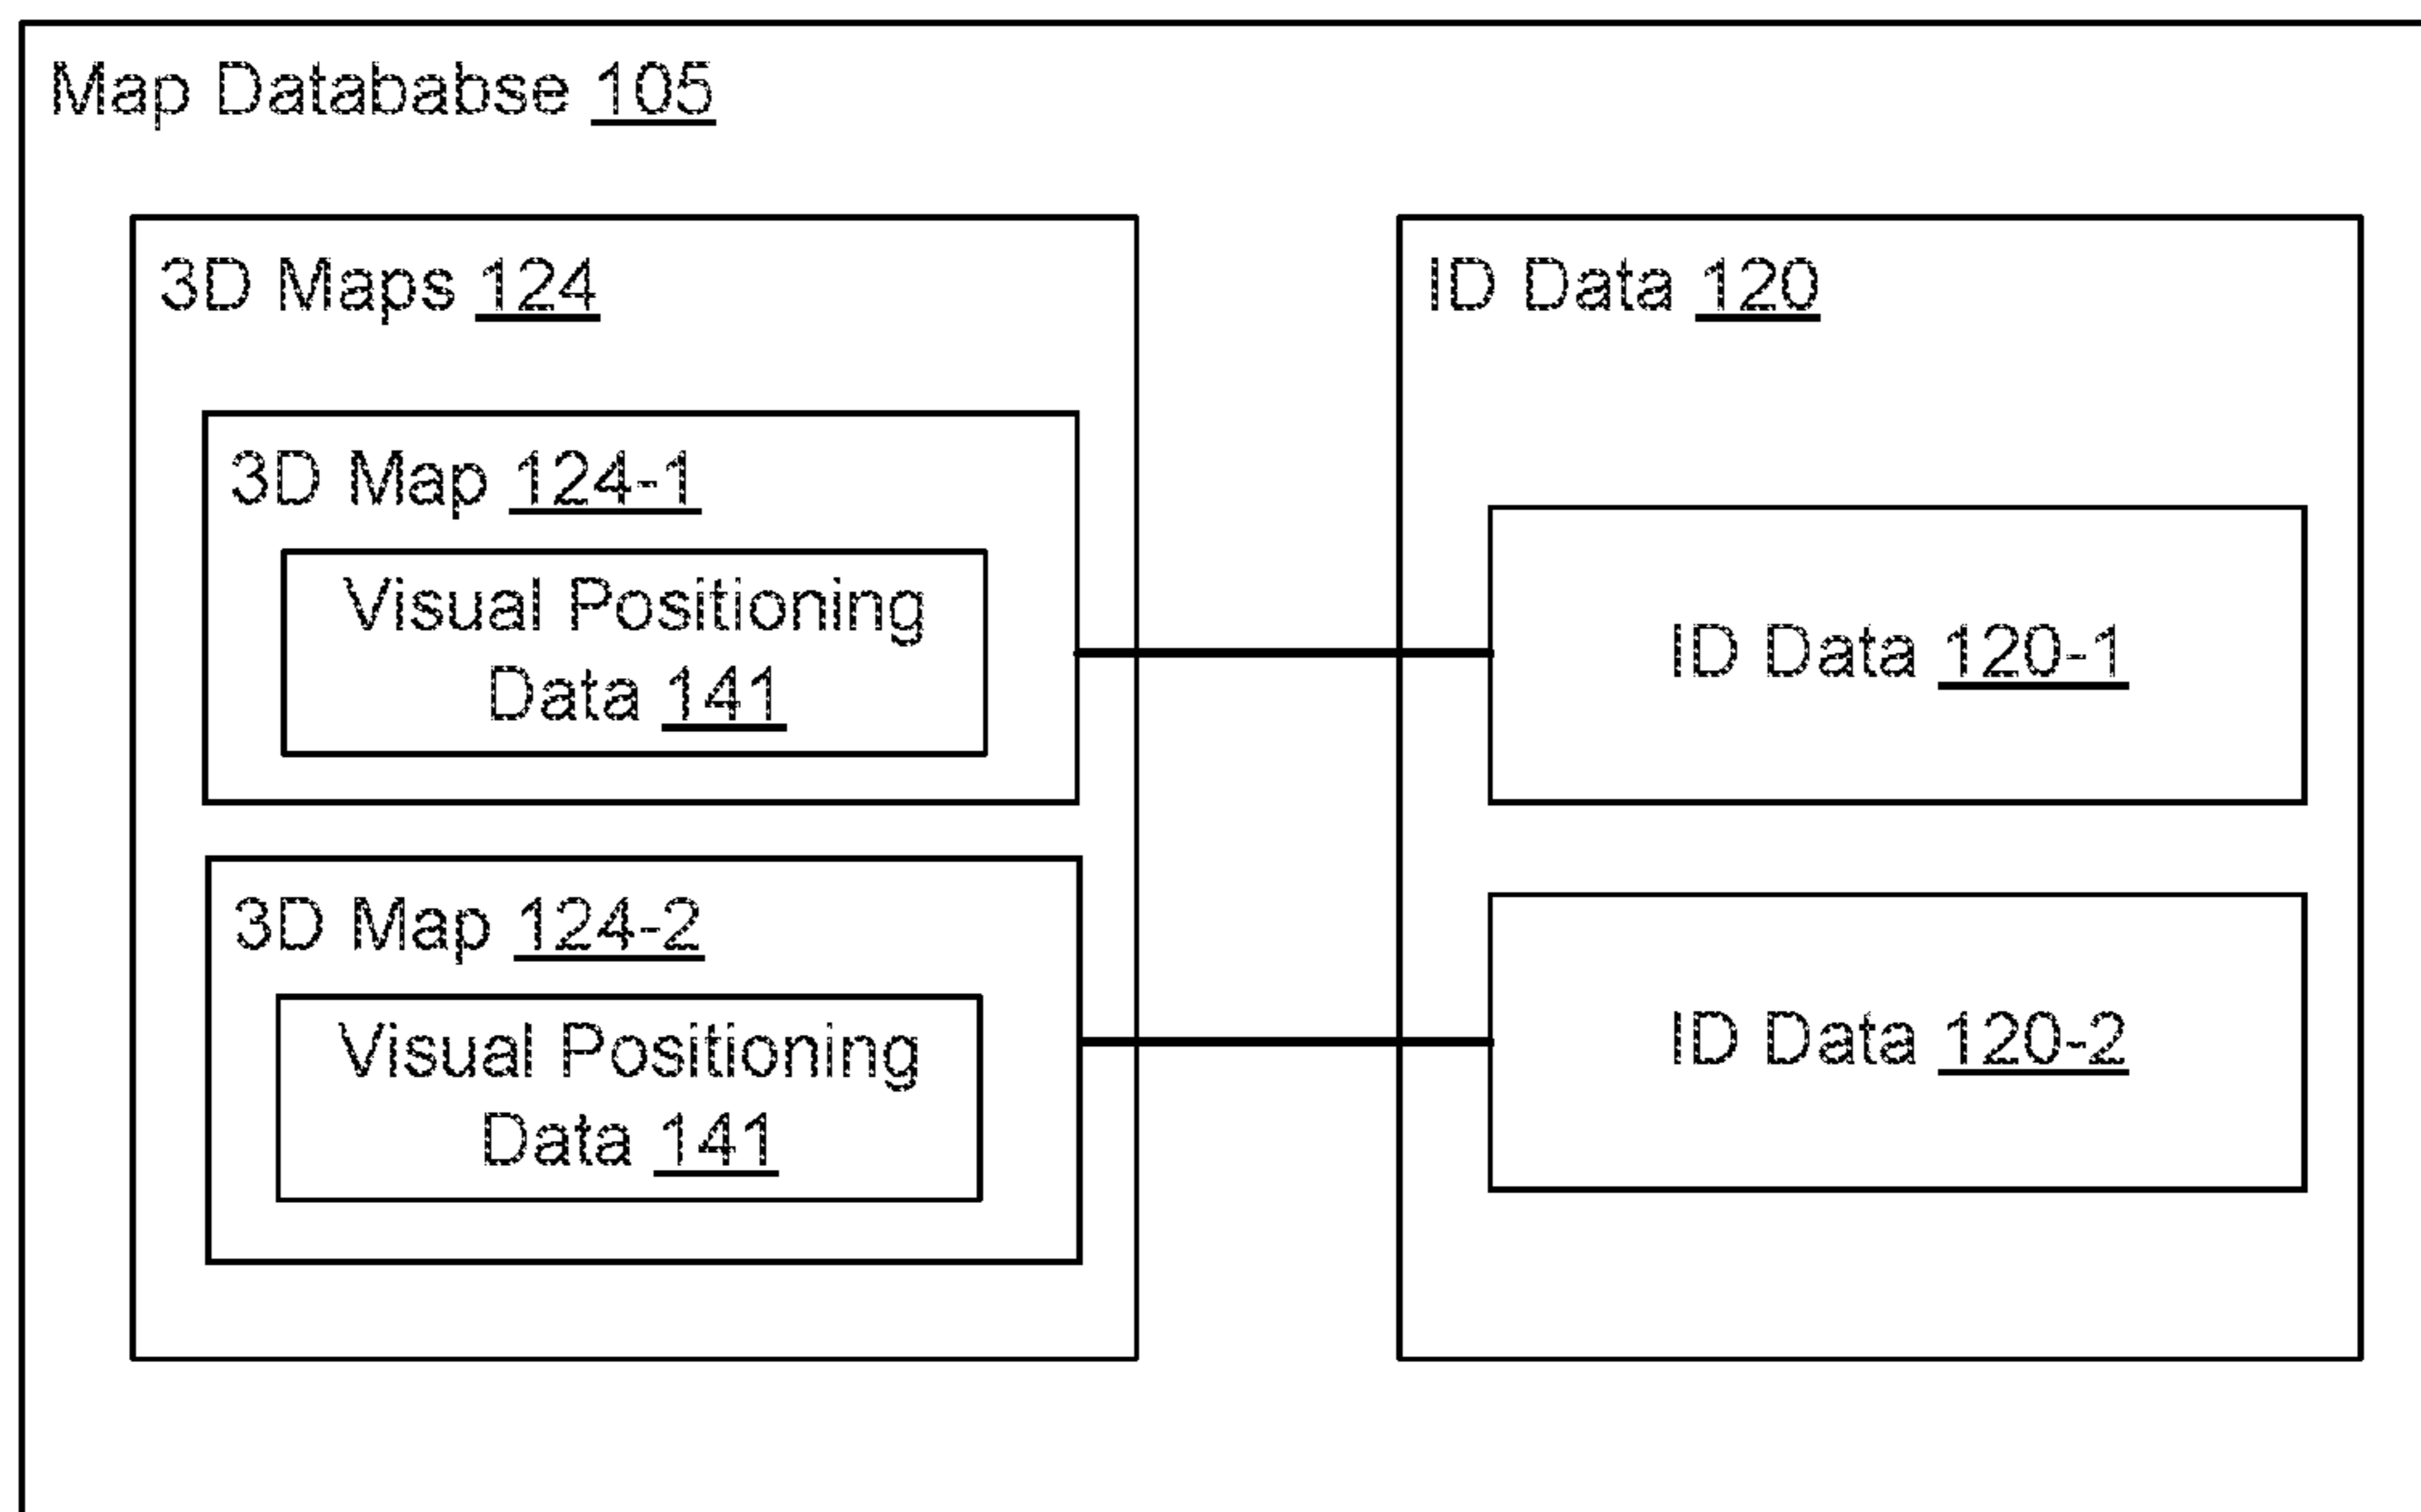 Map Datababse 105
3D Maps 124
3D Map 124-1
Visual Positioning
Data 141
3D Map 124-2
Visual Positioning
Data 141
ID Data 120
ID Data 120-1
ID Data 120-2